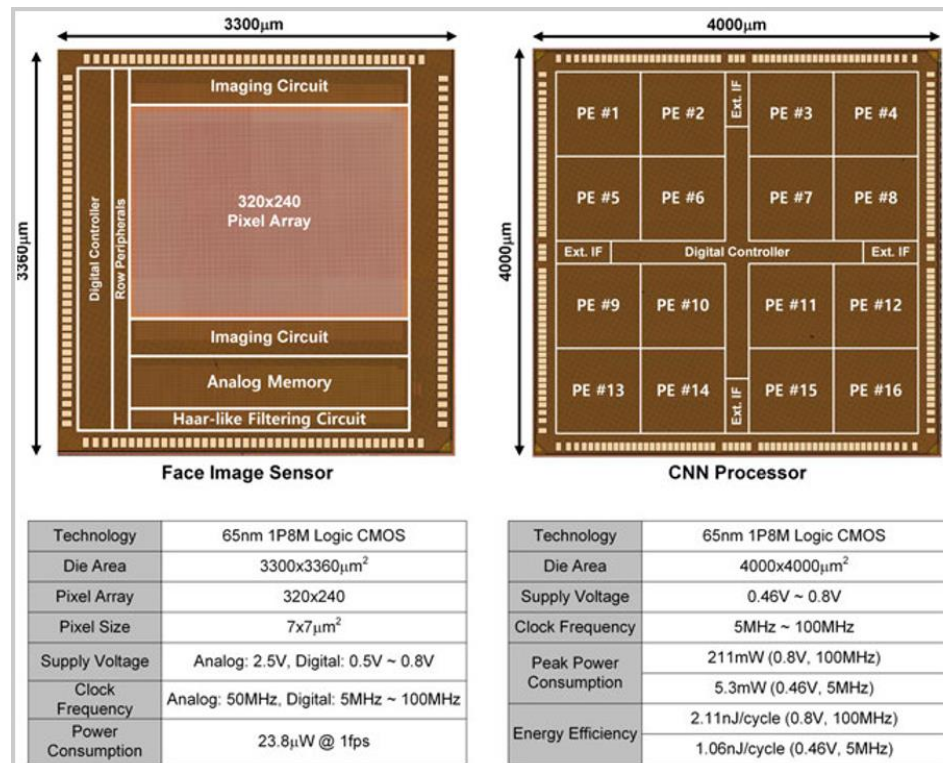 3300μm
4000μm
3360μm
4000μm
Imaging Circuit
320x240
Pixel Array
Digital Controller
Row Peripherals
Imaging Circuit
Analog Memory
Haar-like Filtering Circuit
Face Image Sensor
PE #1
PE #2
Ext. IF
PE #3
PE #4
PE #5
PE #6
PE #7
PE #8
Ext. IF
Digital Controller
Ext. IF
PE #9
PE #10
PE #11
PE #12
PE #13
PE #14
Ext. IF
PE #15
PE #16
CNN Processor
Technology 65nm 1P8M Logic CMOS
Die Area 3300x3360μm²
Pixel Array 320x240
Pixel Size 7x7μm²
Supply Voltage Analog: 2.5V, Digital: 0.5V ~ 0.8V
Clock
Frequency
Analog: 50MHz, Digital: 5MHz ~ 100MHz
Power
Consumption
23.8μW @ 1fps
Technology 65nm 1P8M Logic CMOS
Die Area 4000x4000μm²
Supply Voltage 0.46V ~ 0.8V
Clock Frequency 5MHz ~ 100MHz
Peak Power
Consumption
211mW (0.8V, 100MHz)
5.3mW (0.46V, 5MHz)
Energy Efficiency
2.11nJ/cycle (0.8V, 100MHz)
1.06nJ/cycle (0.46V, 5MHz)